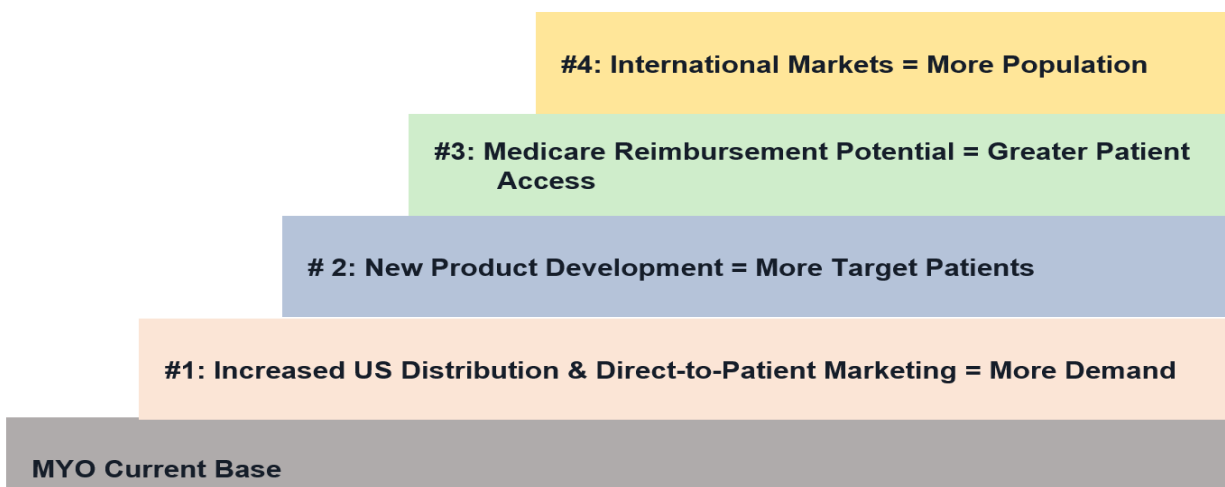 #4: International Markets = More Population
#3: Medicare Reimbursement Potential = Greater Patient
Access
# 2: New Product Development = More Target Patients
#1: Increased US Distribution & Direct-to-Patient Marketing = More Demand
MYO Current Base